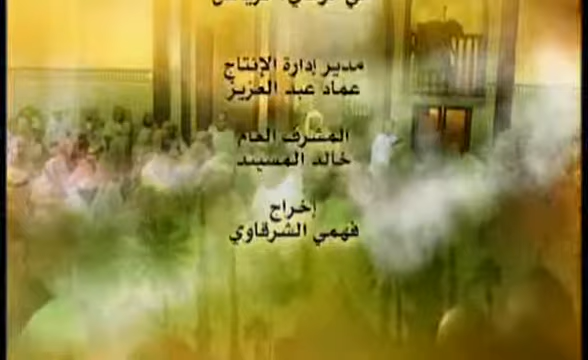 مدير إدارة الإنتاج
عماد عبد العزيز
المشرف العام
خالد المسيند
إخراج
فهمي الشرقاوي